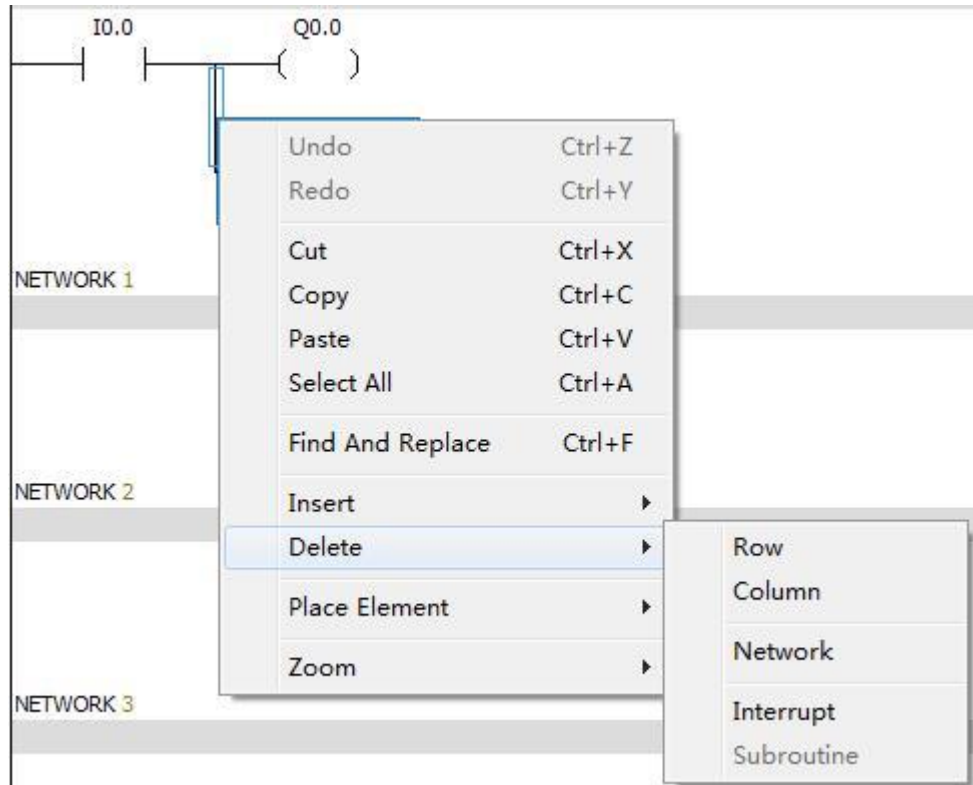 I0.0 Q0.0
Undo Ctrl+Z
Redo Ctrl+Y
Cut Ctrl+X
NETWORK 1
Copy Ctrl+C
Paste Ctrl+V
Select All Ctrl+A
Find And Replace Ctrl+F
NETWORK 2
Insert
Delete
Row
Column
Place Element
Network
Zoom
NETWORK 3
Interrupt
Subroutine